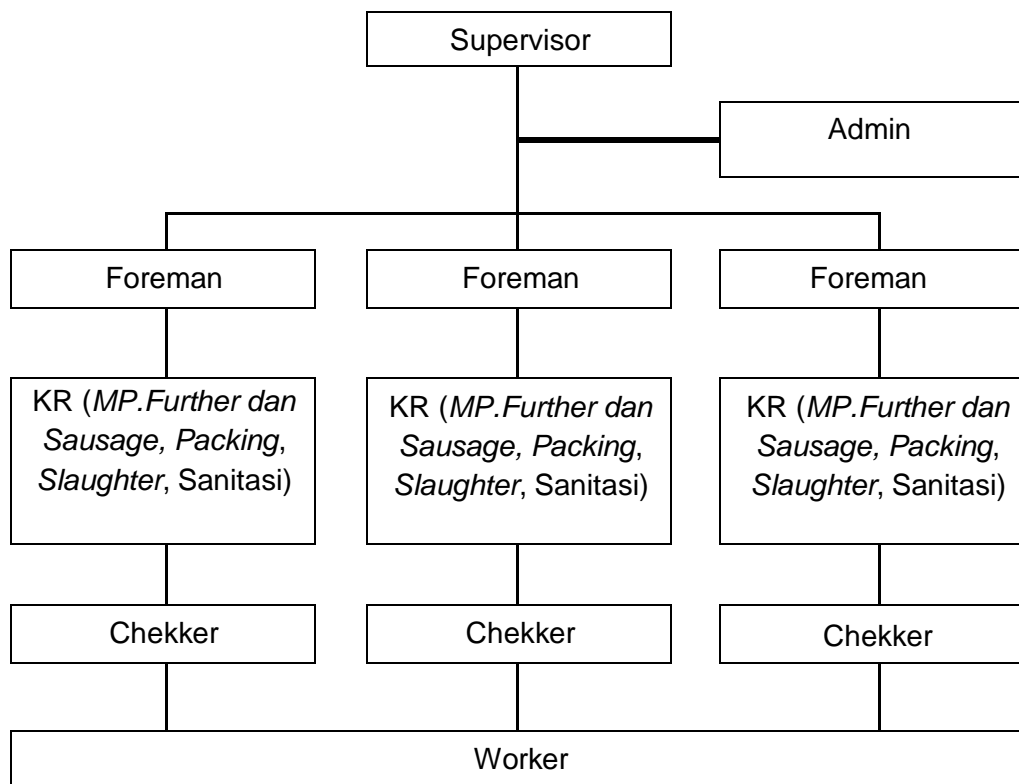 Supervisor
Admin
Foreman
Foreman
Foreman
KR (MP.Further dan
Sausage, Packing,
Slaughter, Sanitasi)
KR (MP.Further dan
Sausage, Packing,
Slaughter, Sanitasi)
KR (MP.Further dan
Sausage, Packing,
Slaughter, Sanitasi)
Chekker
Chekker
Chekker
Worker